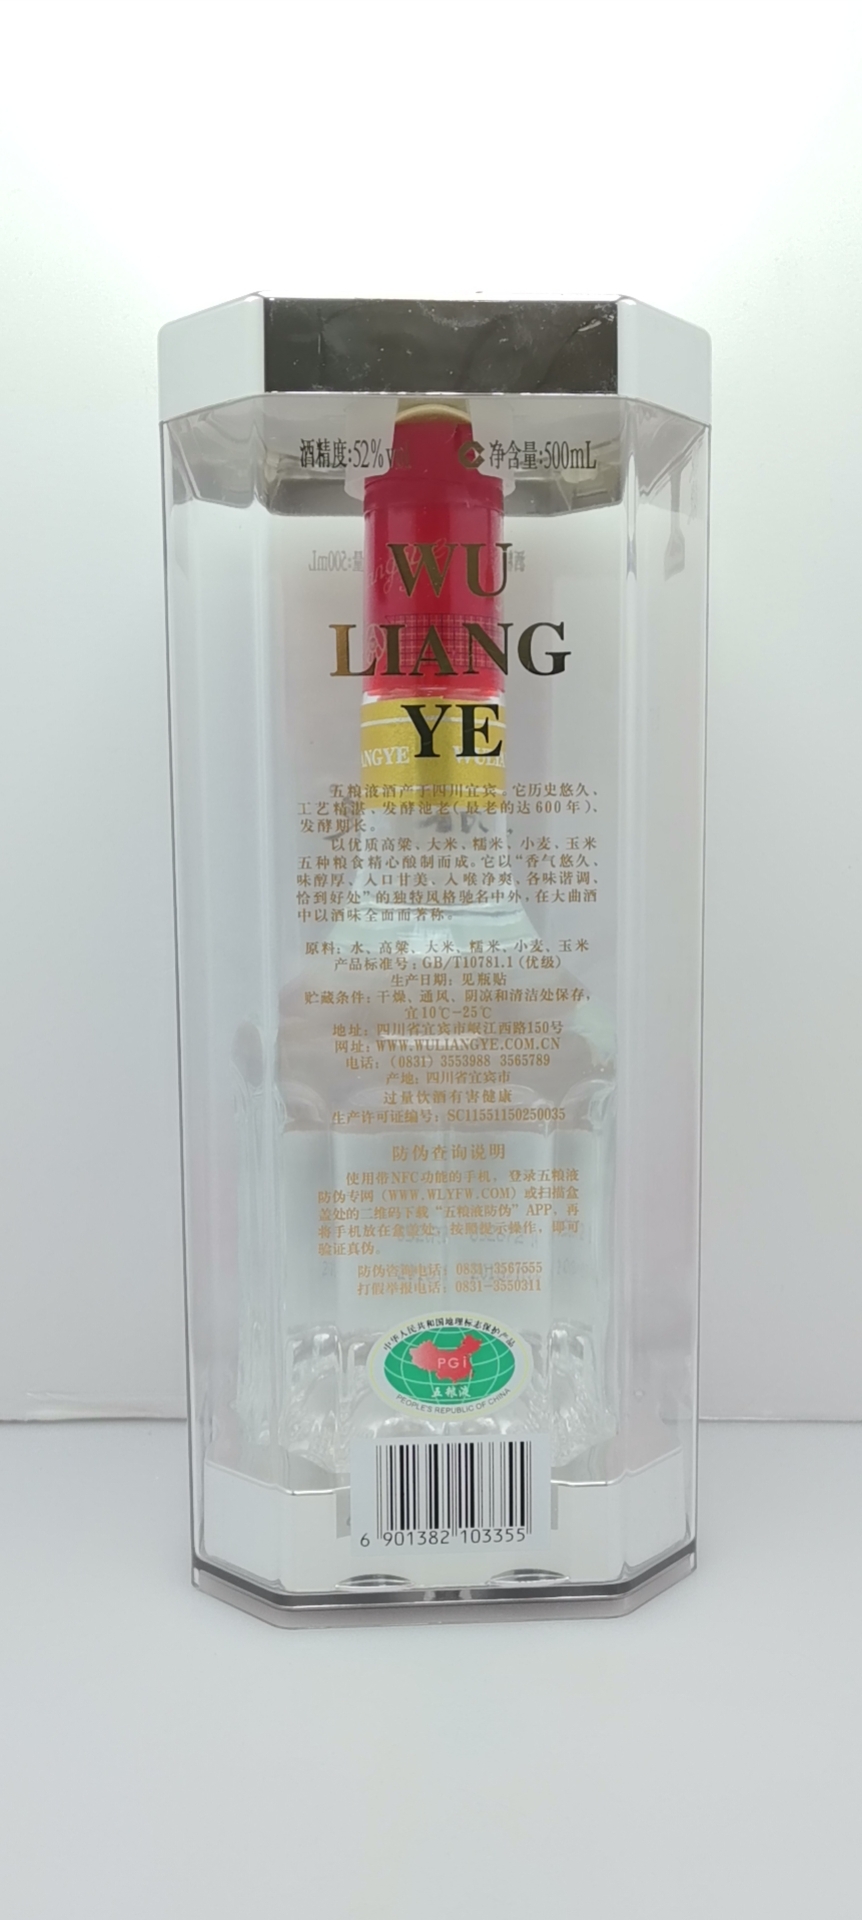 酒精度:52%v 净含量:500mL
WU
LIANG
YE
ANGYE WULIA
五粮液酒产于四川宜宾。它历史悠久、
工艺精湛、发酵池老(最老的达600年)、
发酵期长。
以优质高粱、大米、糯米、小麦、玉米
五种粮食精心酿制而成。它以“香气悠久、
味醇厚、入口甘美、入喉净爽、各味谐调、
恰到好处”的独特风格驰名中外,在大曲酒
中以酒味全面而著称。
原料:水、高粱、大米、糯米、小麦、玉米
产品标准号:GB/T10781.1(优级)
生产日期:见瓶贴
贮藏条件:干燥、通风、阴凉和清洁处保存,
宜10℃-25℃
地址:四川省宜宾市岷江西路150号
网址:WWW.WULIANGYE.COM.CN
电话:(0831)3553988 3565789
产地:四川省宜宾市
过量饮酒有害健康
生产许可证编号:SC11551150250035
防伪查询说明
使用带NFC功能的手机,登录五粮液
防伪专网(WWW.WLYFW.COM)或扫描盒
盖处的二维码下载“五粮液防伪”APP,再
将手机放在盒盖处,按照提示操作,即可
验证真伪。
防伪咨询电话:0831-3567555
打假举报电话:0831-3550311
中华人民共和国地理标志保护产品
PGI
五粮液
PEOPLE'S REPUBLIC OF CHINA
6 901382 103355